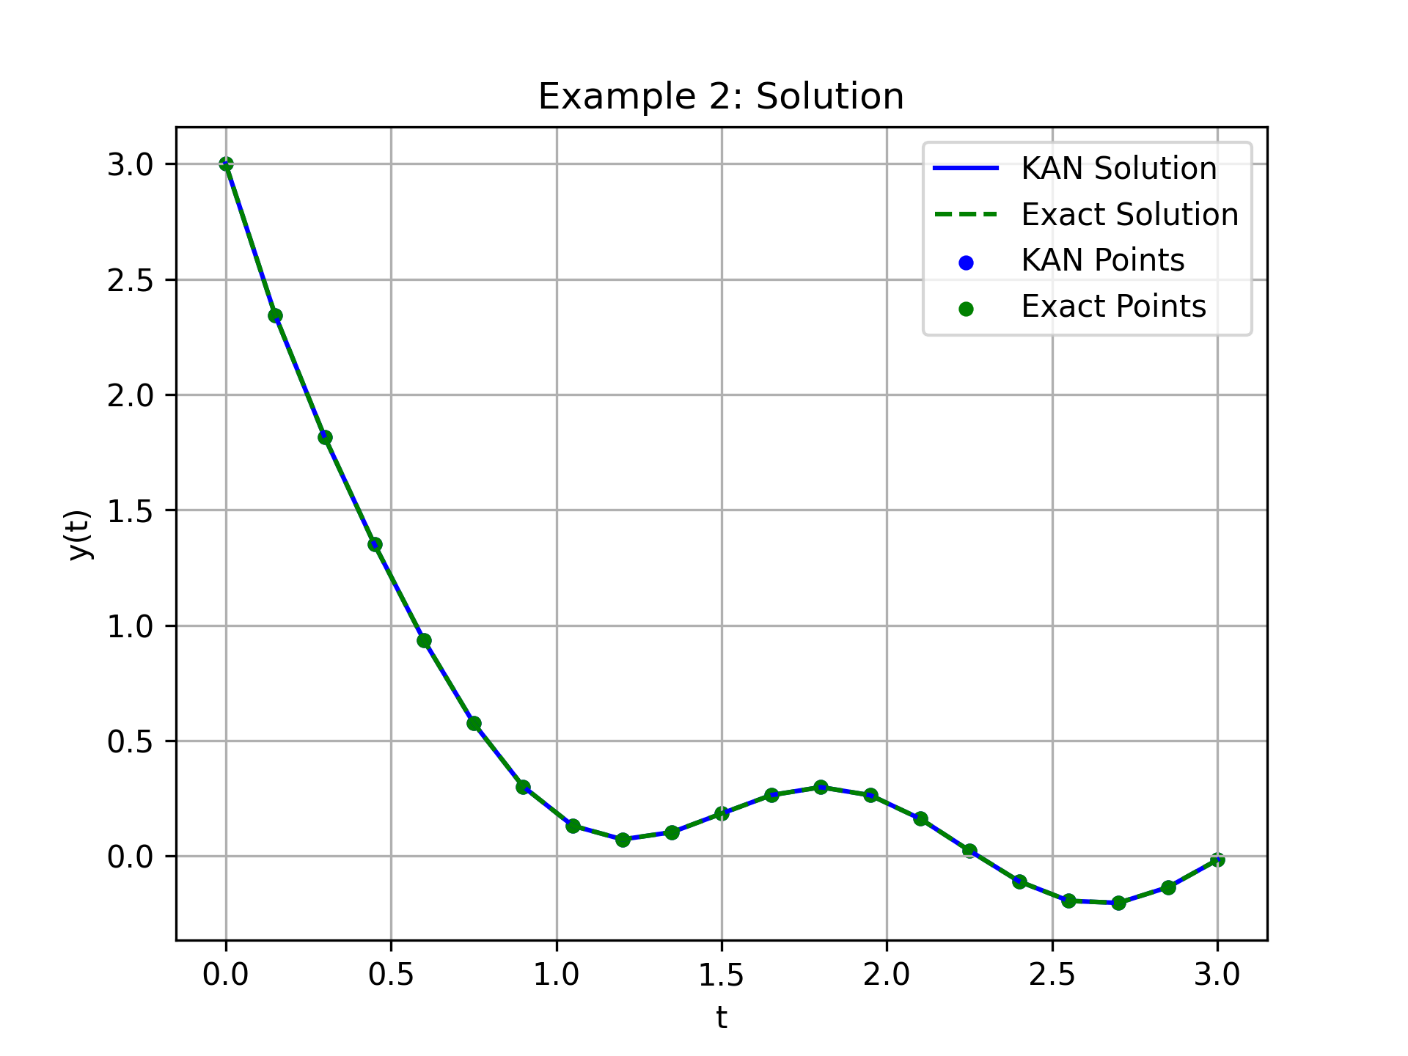 Example 2: Solution
KAN Solution
Exact Solution
KAN Points
Exact Points
3.0
2.5
2.0
1.5
1.0
0.5
0.0
y(t)
0.0 0.5 1.0 1.5 2.0 2.5 3.0
t